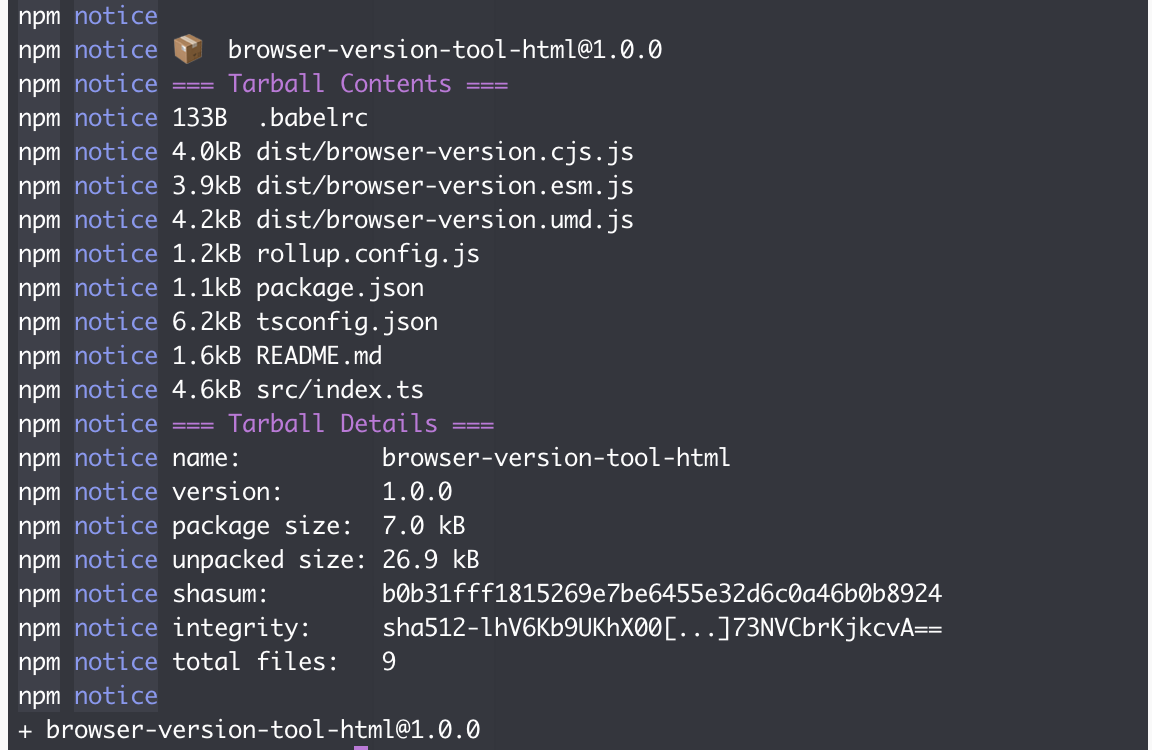 npm notice
npm notice 📦  browser-version-tool-html@1.0.0
npm notice === Tarball Contents ===
npm notice 133B  .babelrc
npm notice 4.0kB dist/browser-version.cjs.js
npm notice 3.9kB dist/browser-version.esm.js
npm notice 4.2kB dist/browser-version.umd.js
npm notice 1.2kB rollup.config.js
npm notice 1.1kB package.json
npm notice 6.2kB tsconfig.json
npm notice 1.6kB README.md
npm notice 4.6kB src/index.ts
npm notice === Tarball Details ===
npm notice name:          browser-version-tool-html
npm notice version:       1.0.0
npm notice package size:  7.0 kB
npm notice unpacked size: 26.9 kB
npm notice shasum:        b0b31fff1815269e7be6455e32d6c0a46b0b8924
npm notice integrity:     sha512-lhV6Kb9UKhX00[...]73NVCbrKjkcvA==
npm notice total files:   9
npm notice
+ browser-version-tool-html@1.0.0